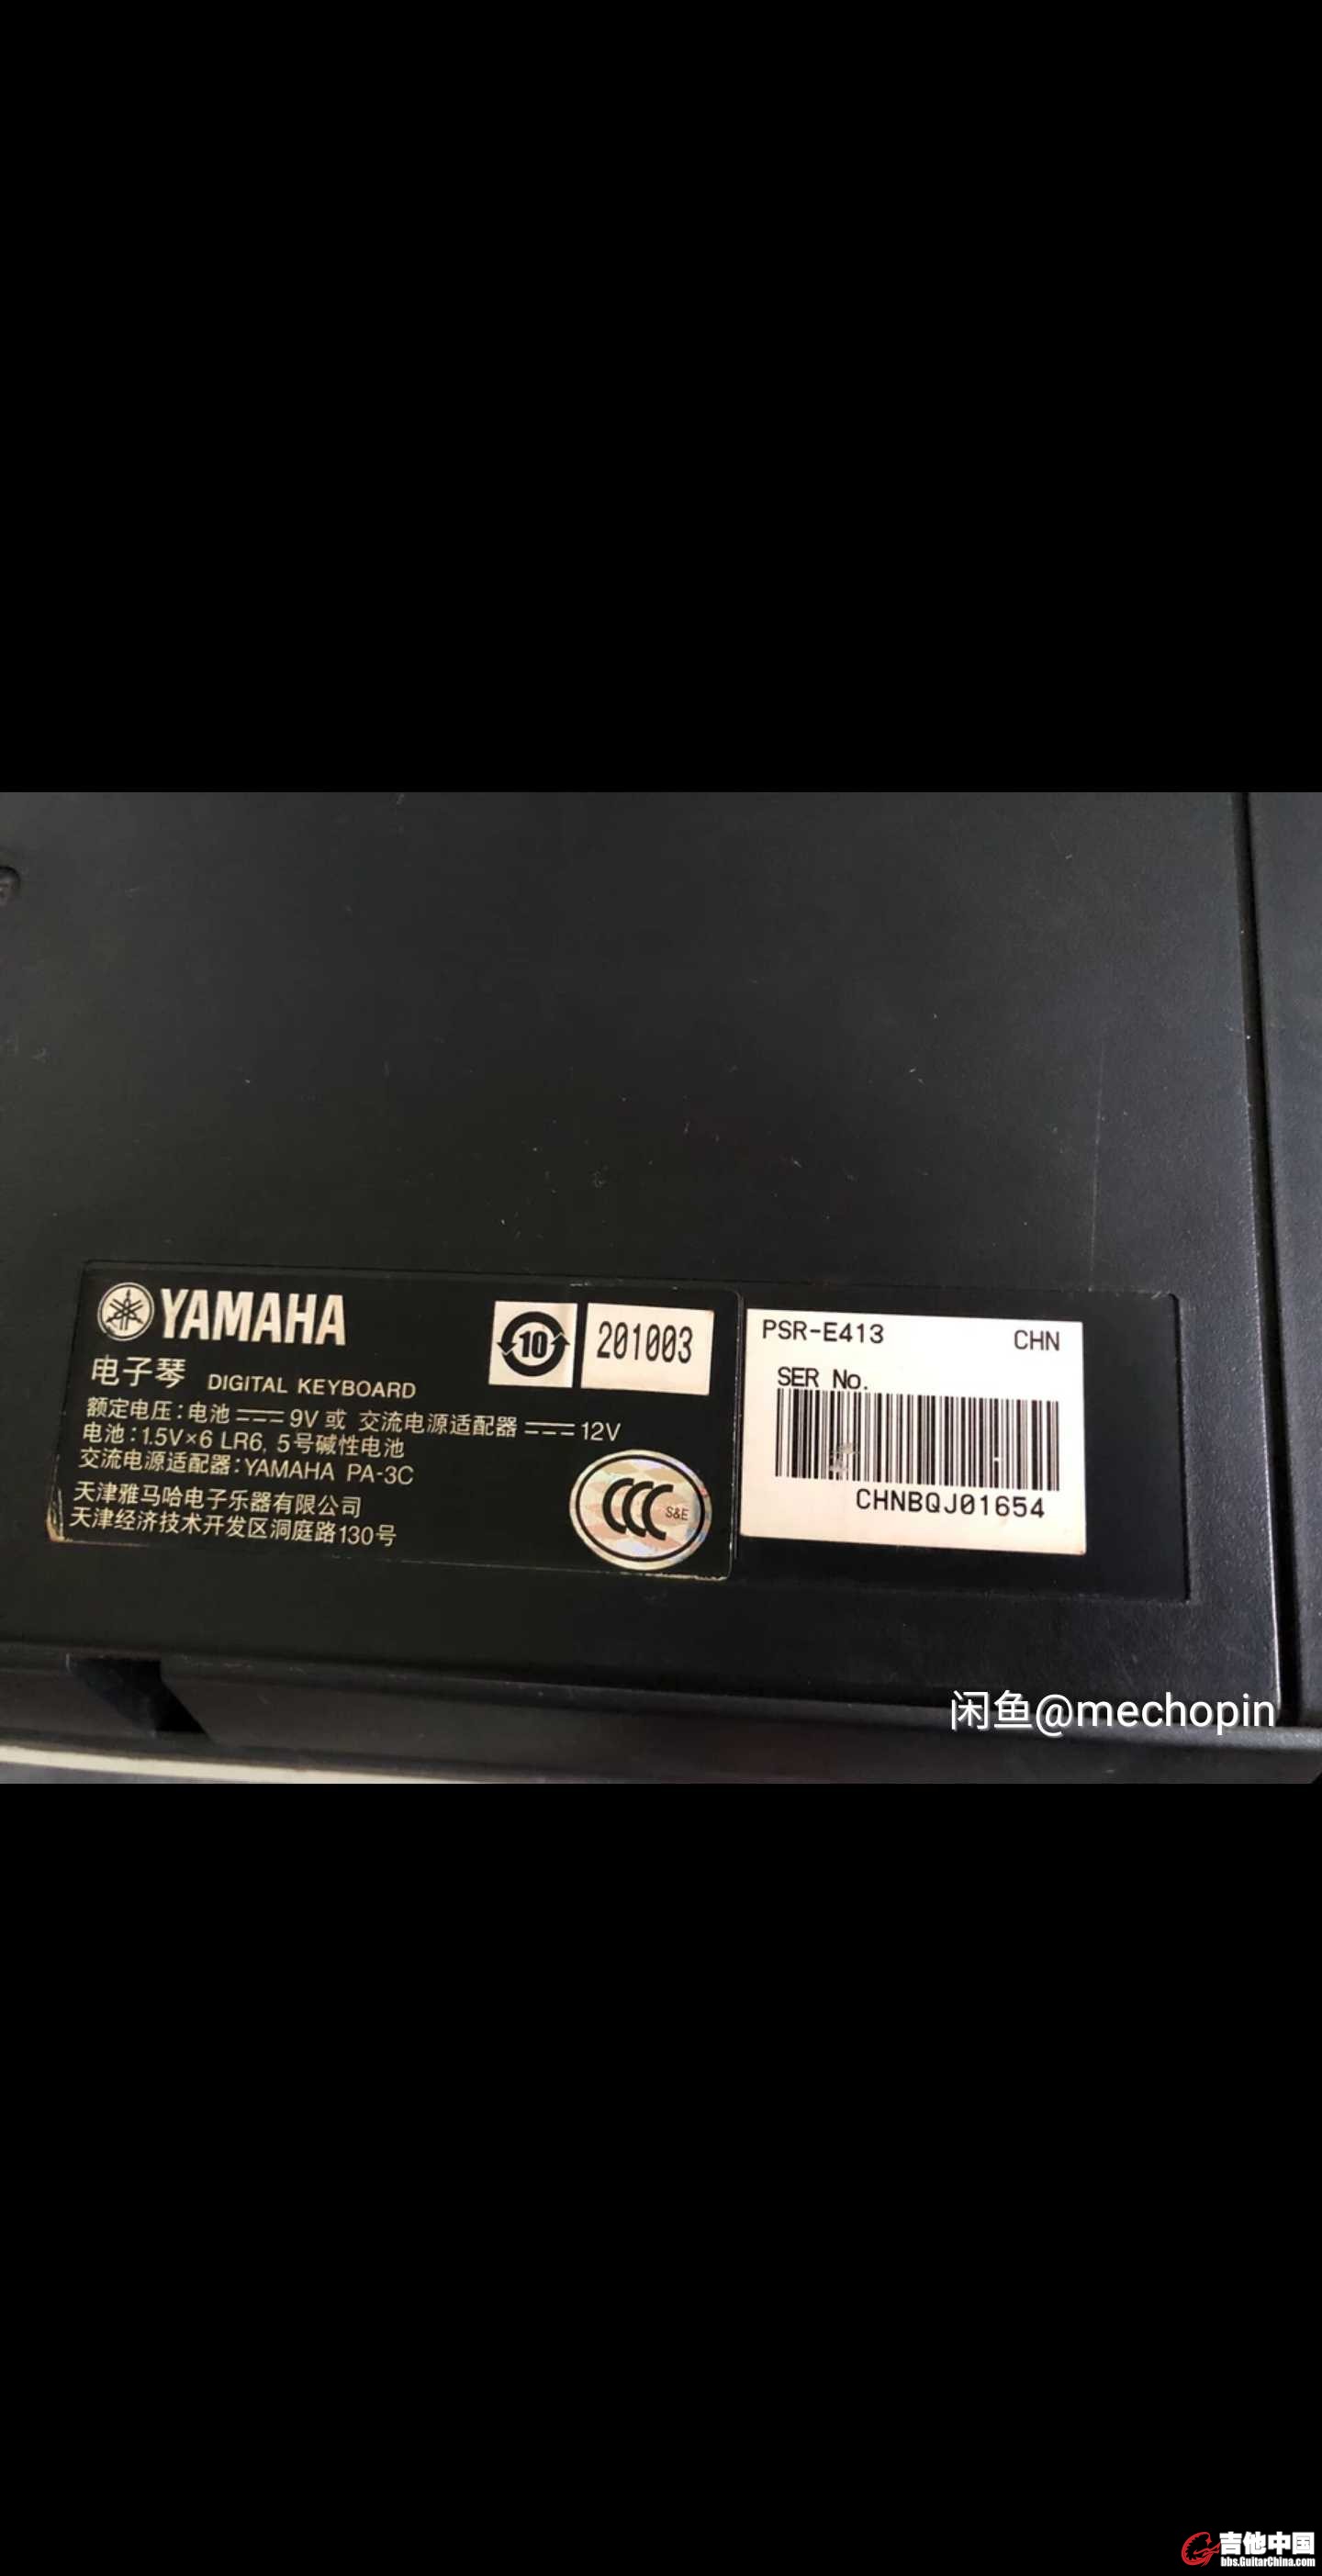 YAMAHA
10
201003
电子琴 DIGITAL KEYBOARD
额定电压:电池 9V 或 交流电源适配器 12V
电池:1.5V×6 LR6, 5号碱性电池
交流电源适配器:YAMAHA PA-3C
天津雅马哈电子乐器有限公司
天津经济技术开发区洞庭路130号
CCC S&E
PSR-E413 CHN
SER No.
CHNBQJ01654
闲鱼@mechopin
吉他中国
bbs.GuitarChina.com